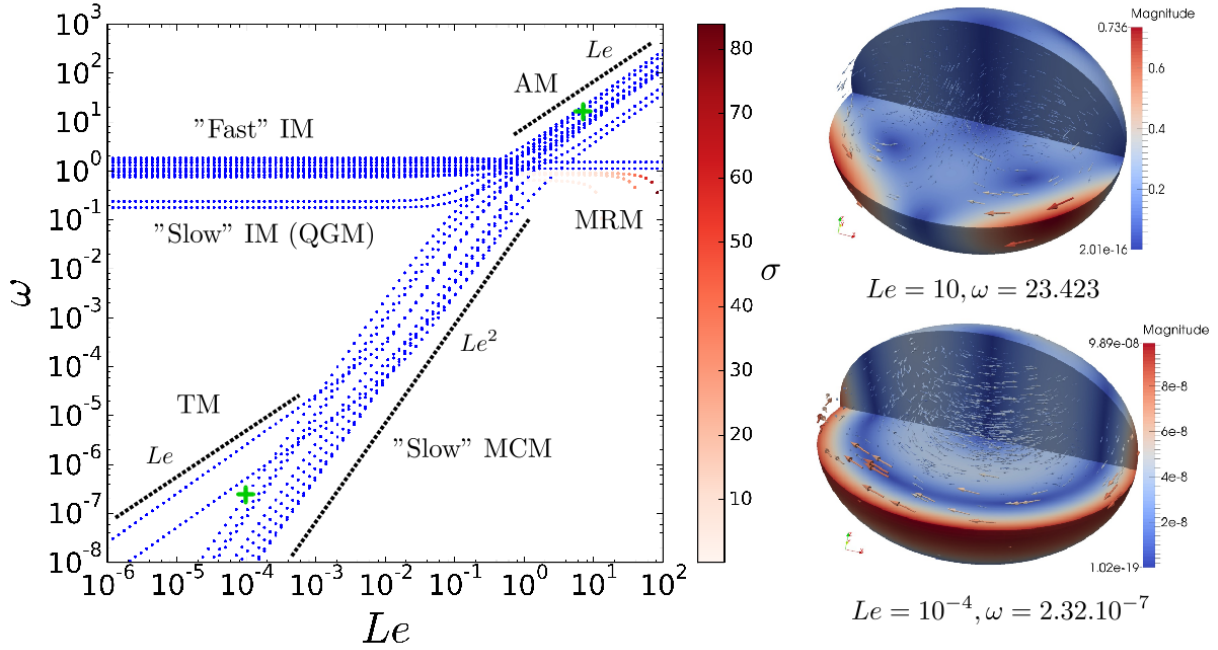 10³
10²
10¹
10⁰
10⁻¹
10⁻²
10⁻³
10⁻⁴
10⁻⁵
10⁻⁶
10⁻⁷
10⁻⁸
ω
10⁻⁶ 10⁻⁵ 10⁻⁴ 10⁻³ 10⁻² 10⁻¹ 10⁰ 10¹ 10²
Le
Le
AM
"Fast" IM
"Slow" IM (QGM)
MRM
Le²
TM
Le
"Slow" MCM
80
70
60
50
40
30
20
10
σ
Magnitude
0.736
0.6
0.4
0.2
2.01e-16
Le = 10, ω = 23.423
Magnitude
9.89e-08
8e-8
6e-8
4e-8
2e-8
1.02e-19
Le = 10⁻⁴, ω = 2.32.10⁻⁷